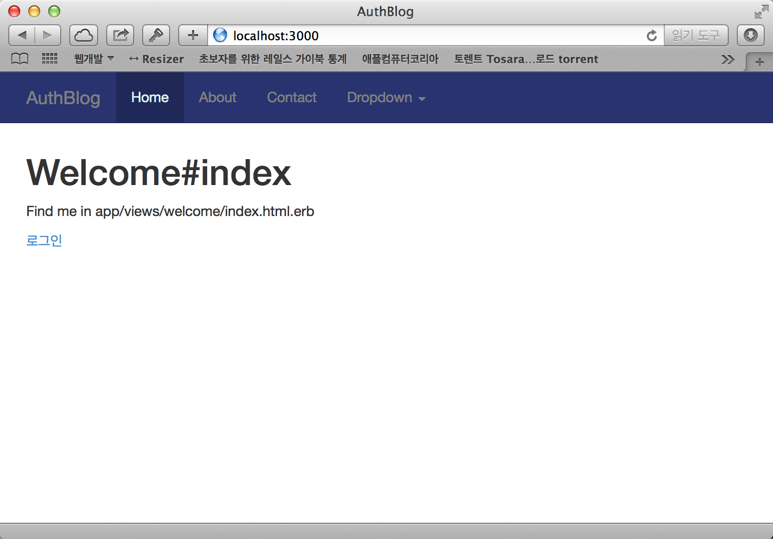 AuthBlog
localhost:3000
읽기 도구
웹개발
Resizer
초보자를 위한 레일스 가이북 통계
애플컴퓨터코리아
토렌트 Tosara...로드 torrent
AuthBlog Home About Contact Dropdown
Welcome#index
Find me in app/views/welcome/index.html.erb
로그인